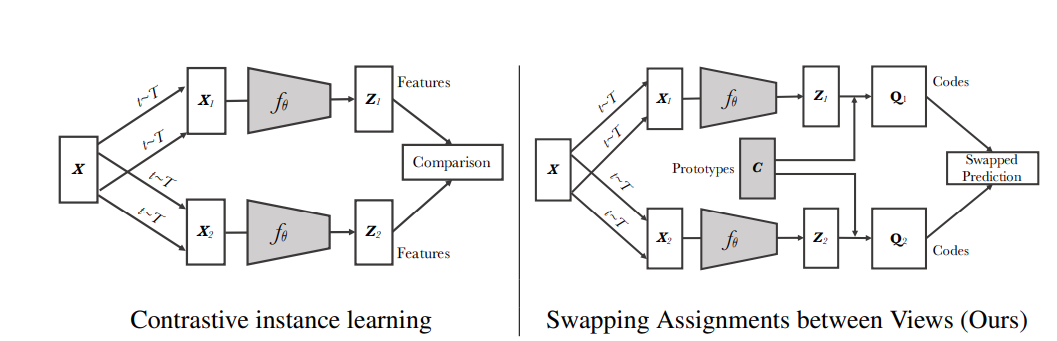 t~T
X₁
fθ
Z₁
Features
t~T
X
t~T
Comparison
t~T
X₂
fθ
Z₂
Features
Contrastive instance learning
t~T
X₁
fθ
Z₁
Q₁
Codes
t~T
X
Prototypes
C
t~T
Swapped
Prediction
t~T
X₂
fθ
Z₂
Q₂
Codes
Swapping Assignments between Views (Ours)